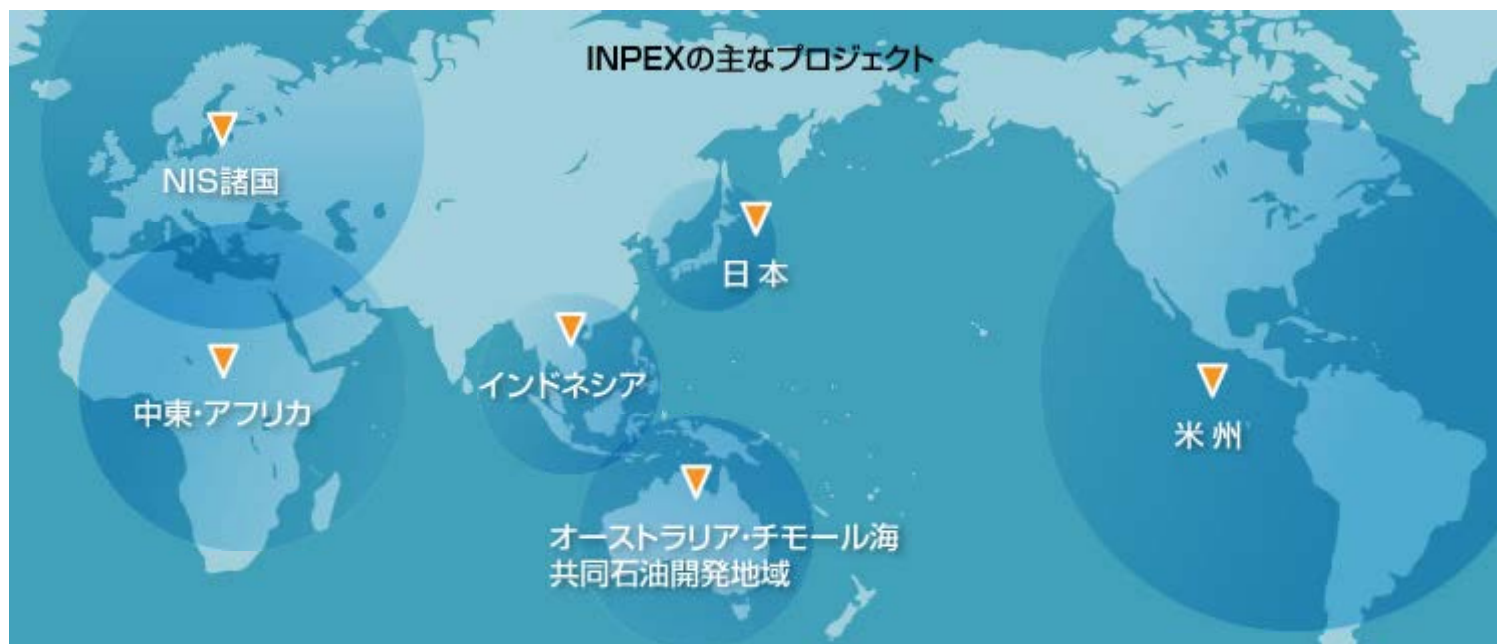 INPEXの主なプロジェクト
NIS諸国
日本
中東・アフリカ
インドネシア
米州
オーストラリア・チモール海
共同石油開発地域